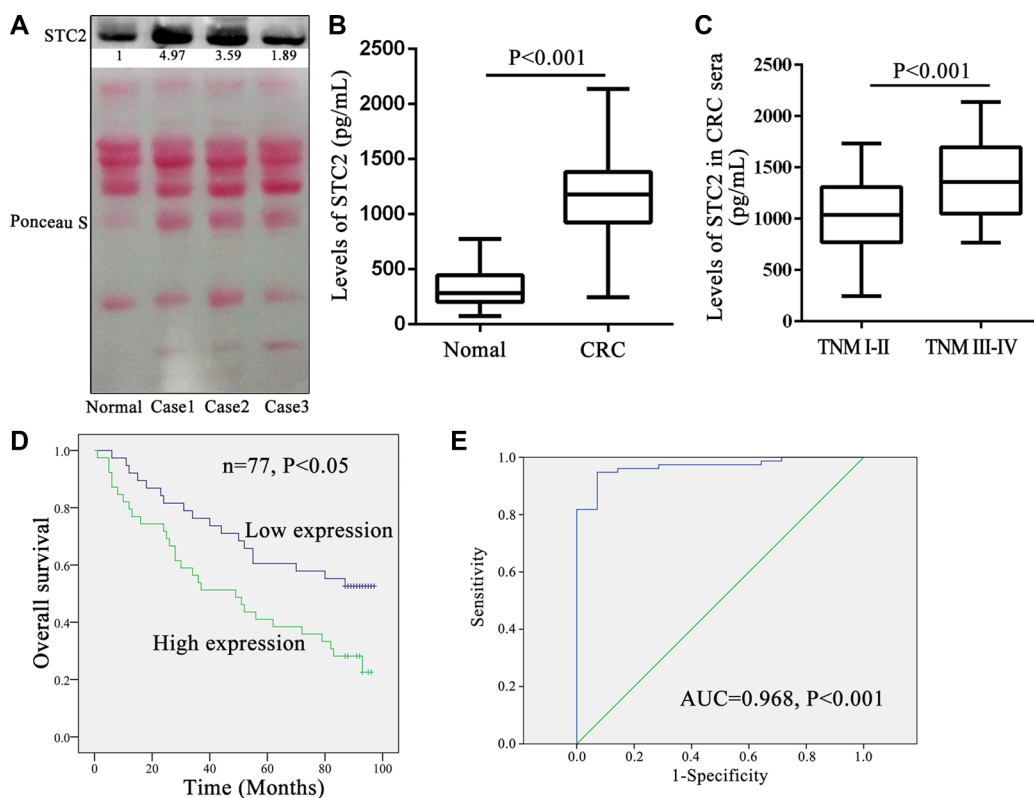 A
STC2
1 4.97 3.59 1.89
Ponceau S
Normal Case1 Case2 Case3
B
Levels of STC2 (pg/mL)
2500
2000
1500
1000
500
0
P<0.001
Nomal CRC
C
Levels of STC2 in CRC sera
(pg/mL)
2500
2000
1500
1000
500
0
P<0.001
TNM I-II TNM III-IV
D
Overall survival
1.0
0.8
0.6
0.4
0.2
0.0
n=77, P<0.05
Low expression
High expression
0 20 40 60 80 100
Time (Months)
E
Sensitivity
1.0
0.8
0.6
0.4
0.2
0.0
AUC=0.968, P<0.001
0.0 0.2 0.4 0.6 0.8 1.0
1-Specificity